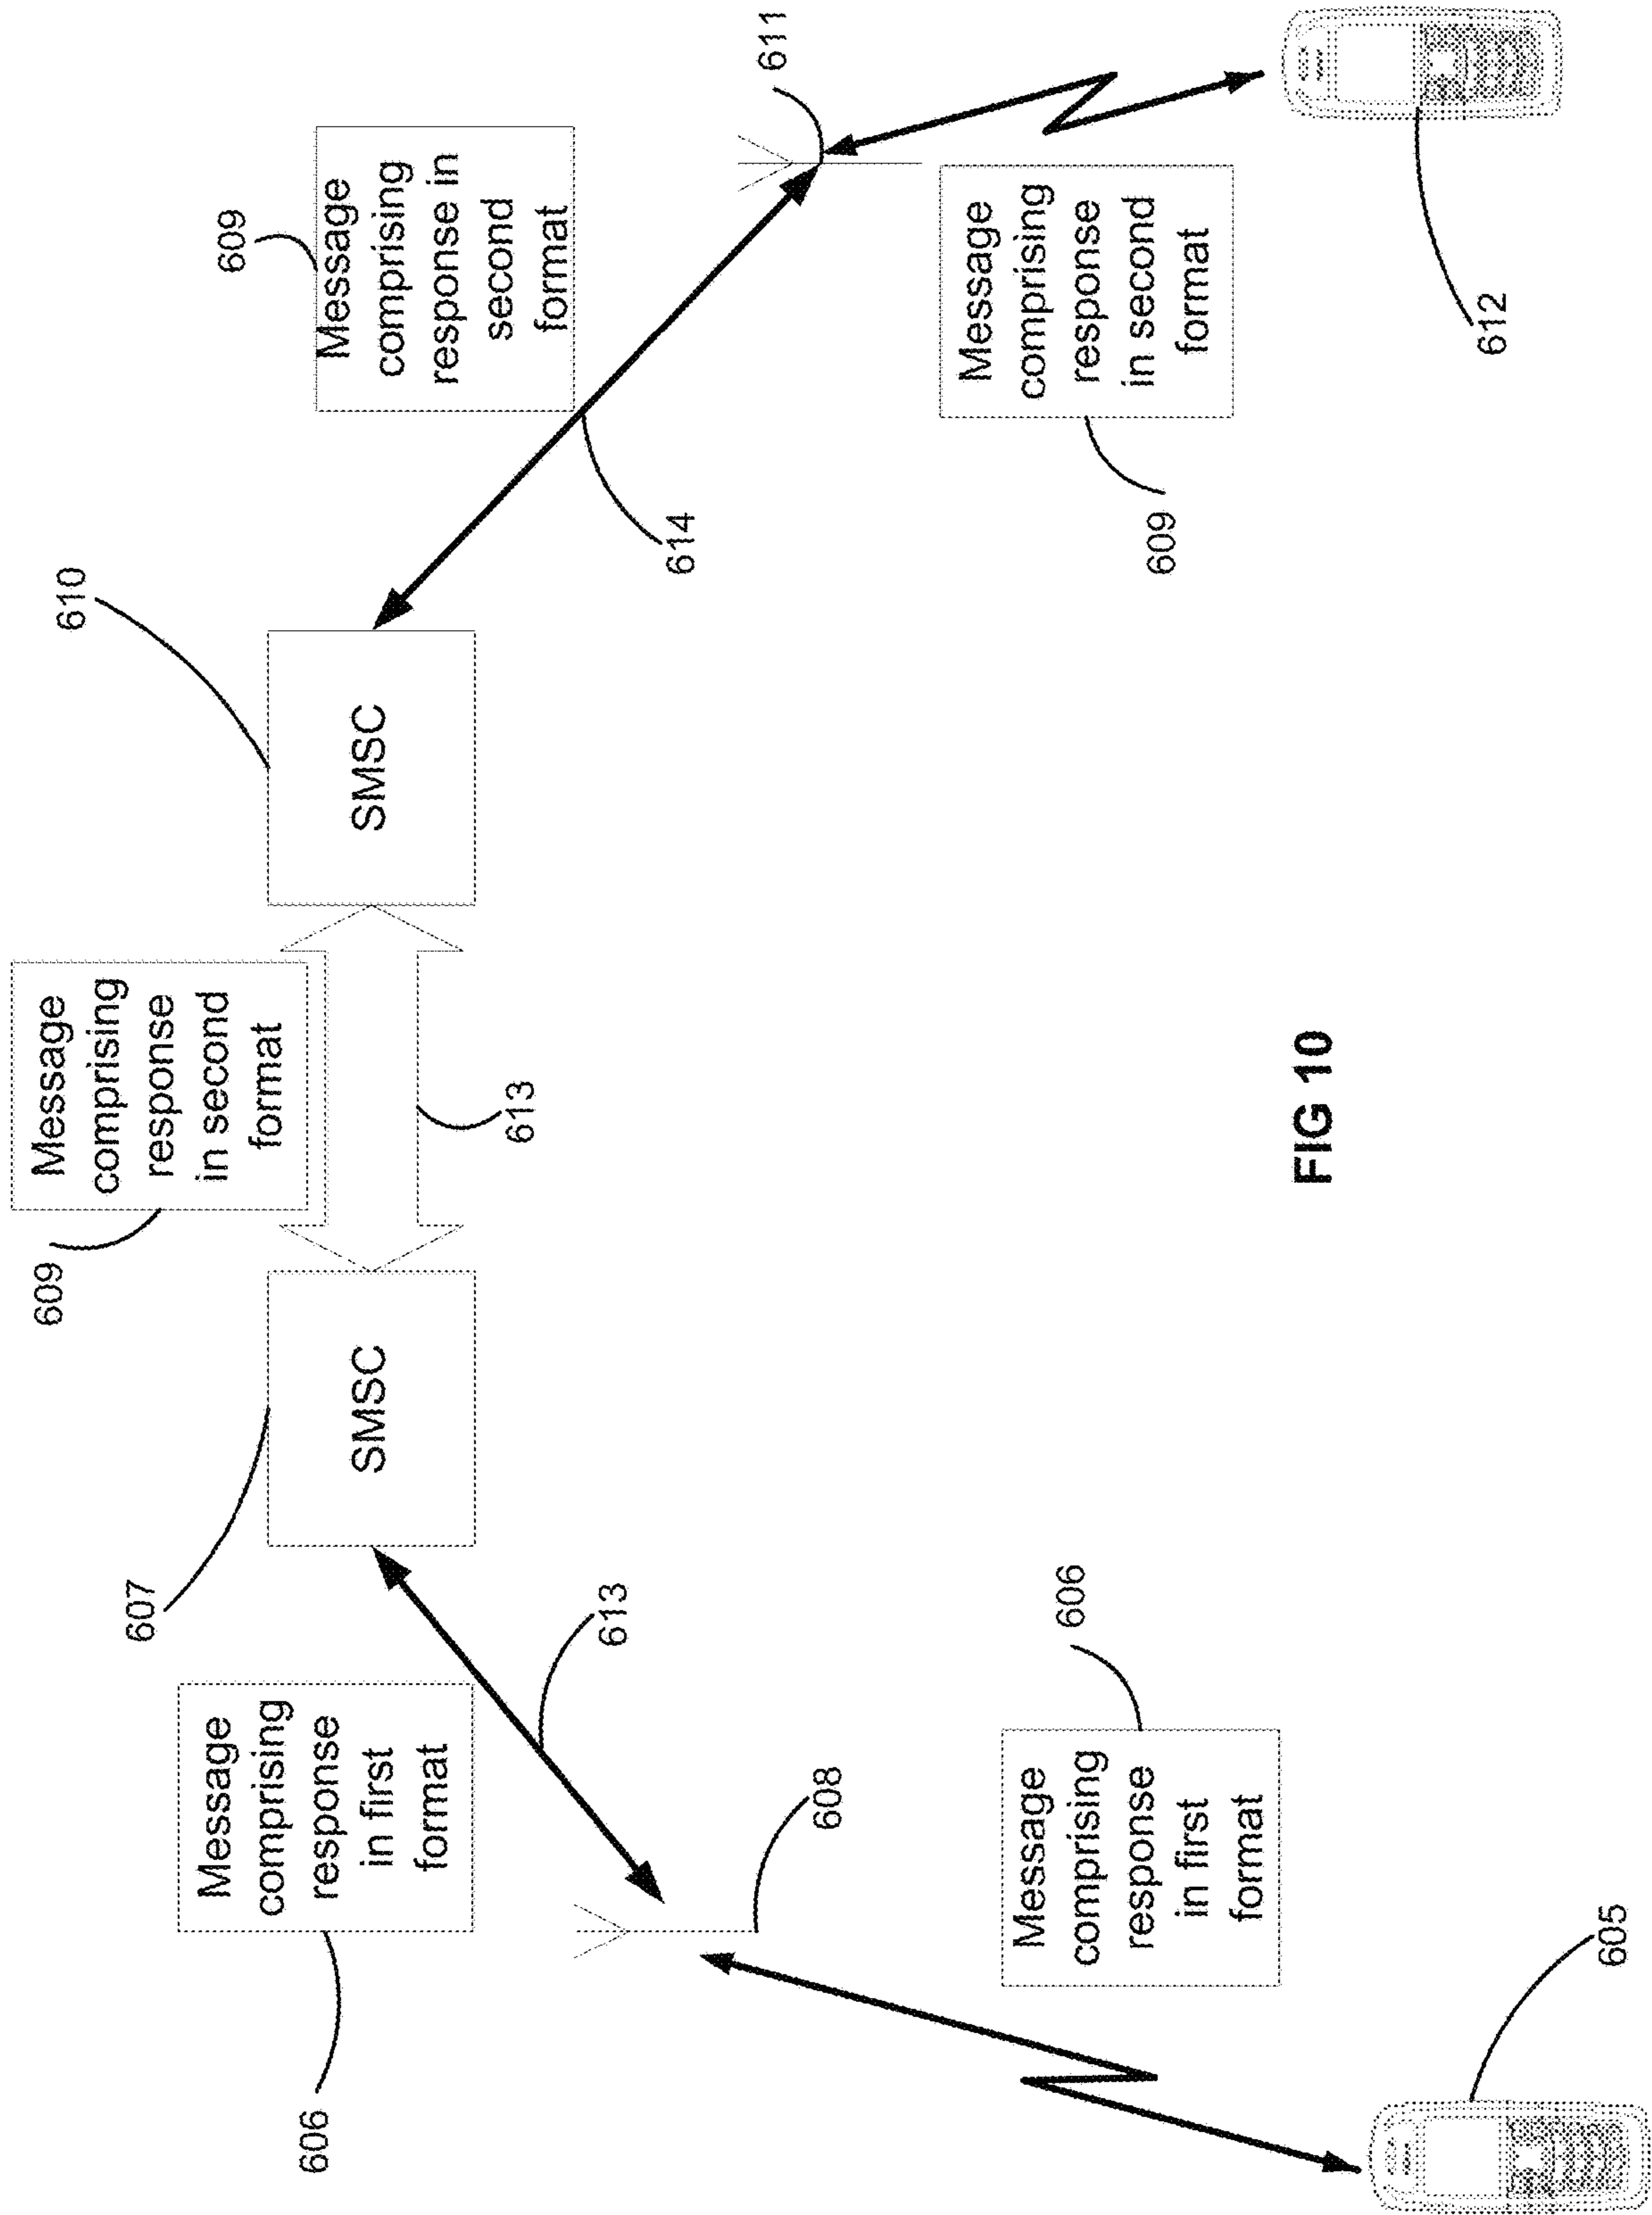 610
609
Message
comprising
response
in second
format
609
Message
comprising
response in
second
format
607
SMSC
SMSC
606
Message
comprising
response
in first
format
613
613
614
611
608
606
Message
comprising
response
in first
format
609
Message
comprising
response
in second
format
605
612
FIG 10